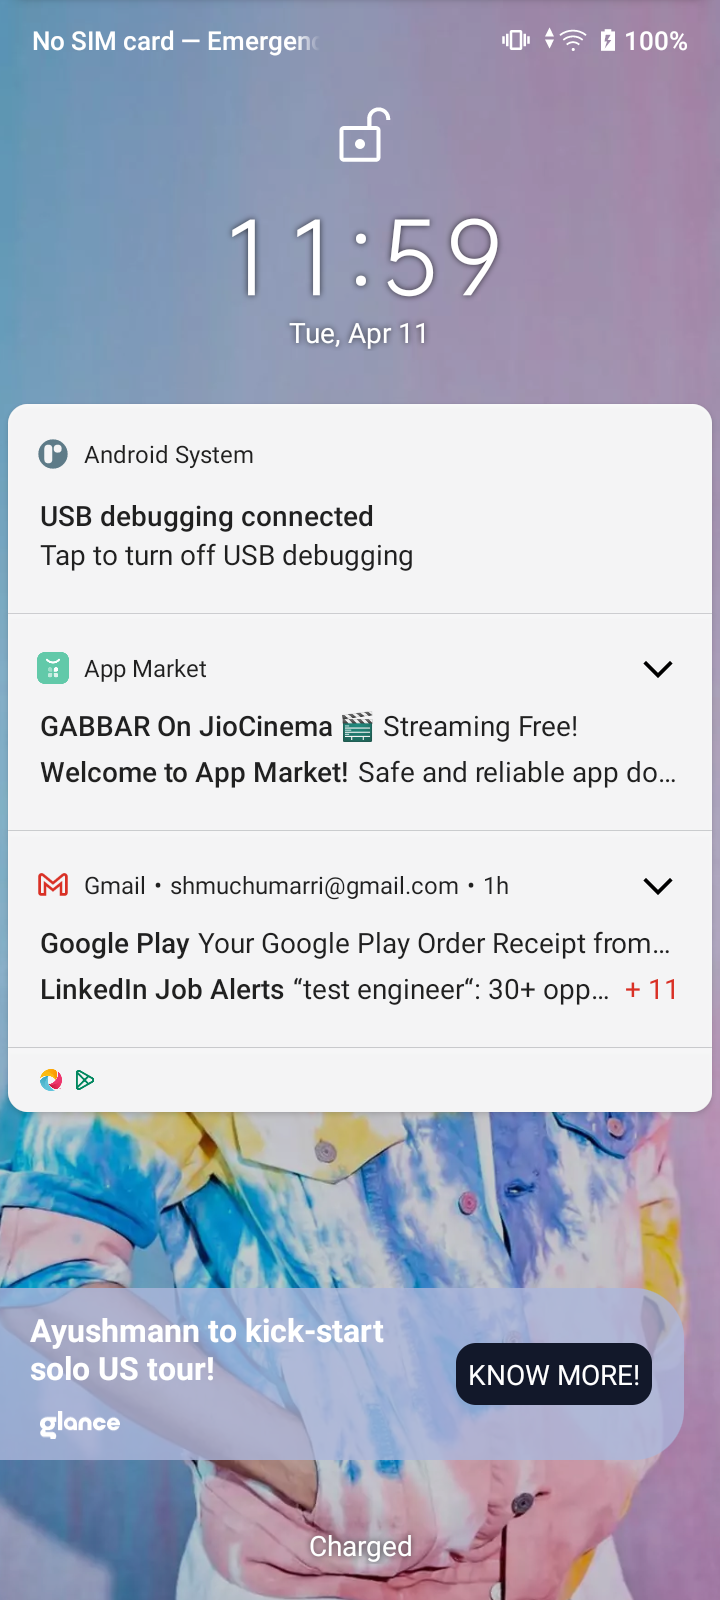 No SIM card — Emergenc
100%
11:59
Tue, Apr 11
Android System
USB debugging connected
Tap to turn off USB debugging
App Market
GABBAR On JioCinema 🎬 Streaming Free!
Welcome to App Market! Safe and reliable app do...
Gmail • shmuchumarri@gmail.com • 1h
Google Play Your Google Play Order Receipt from...
LinkedIn Job Alerts “test engineer“: 30+ opp... + 11
Ayushmann to kick-start
solo US tour!
KNOW MORE!
glance
Charged